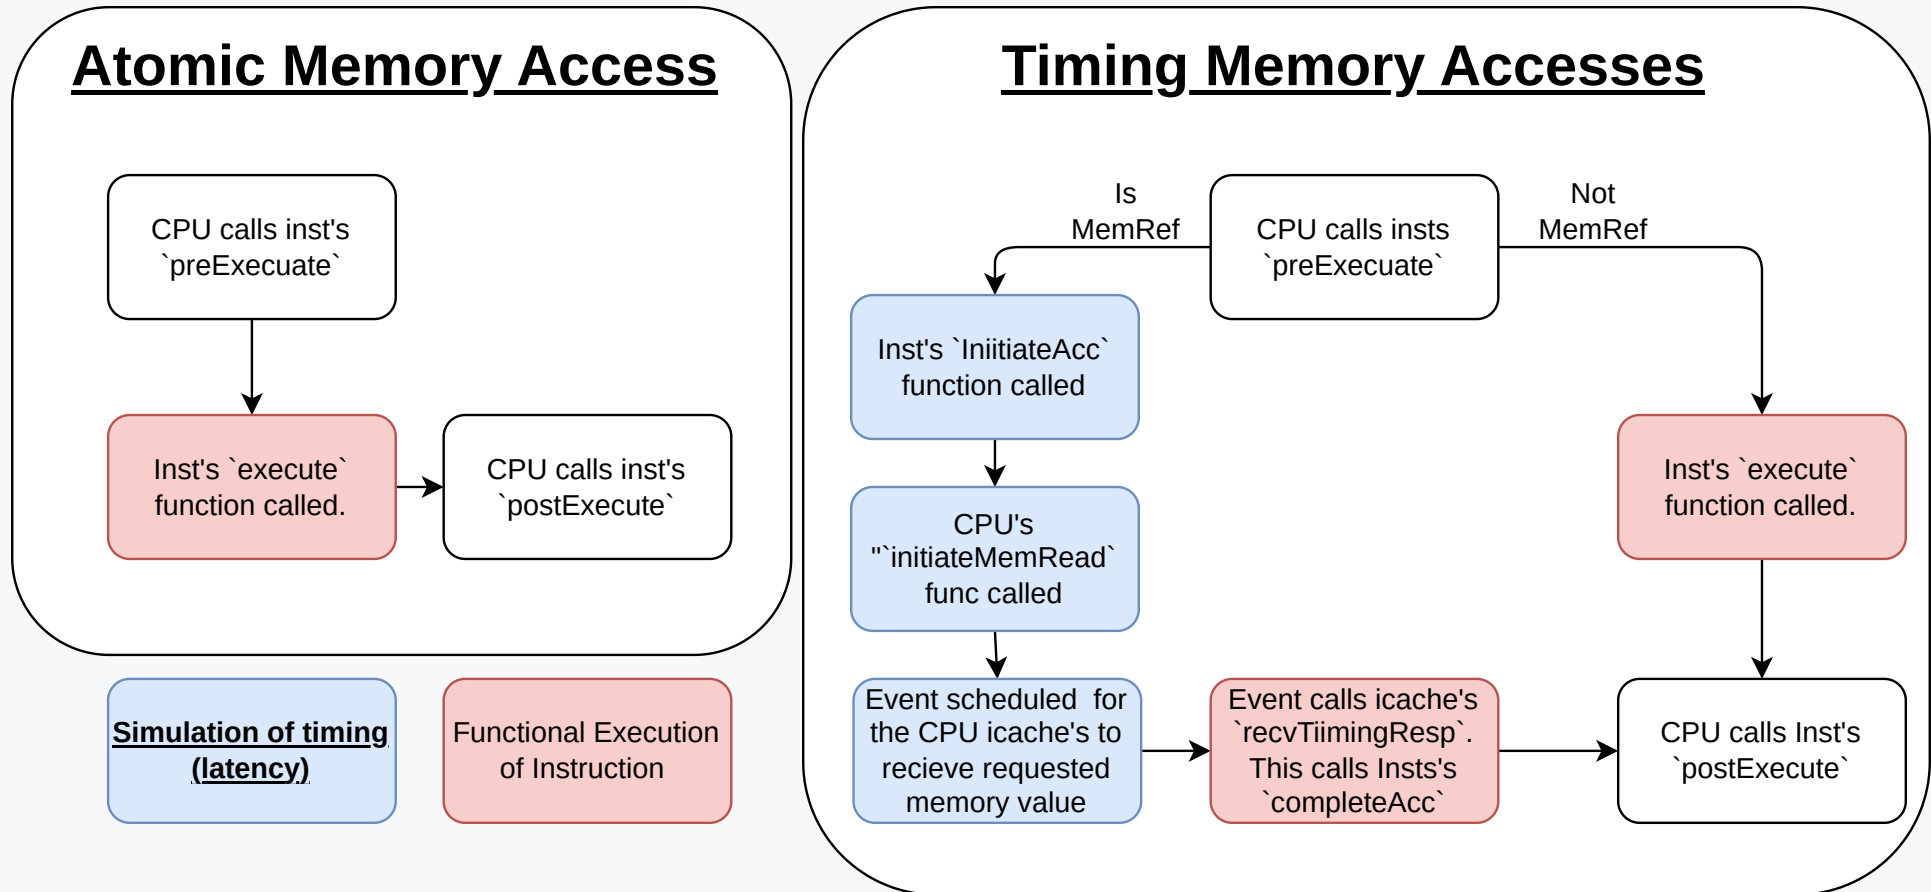 Atomic Memory Access
CPU calls inst's
`preExecuate`
Inst's `execute`
function called.
CPU calls inst's
`postExecute`
Simulation of timing
(latency)
Functional Execution
of Instruction
Timing Memory Accesses
Is
MemRef
CPU calls insts
`preExecuate`
Not
MemRef
Inst's `IniitiateAcc`
function called
CPU's
"`initiateMemRead`
func called
Event scheduled  for
the CPU icache's to
recieve requested
memory value
Event calls icache's
`recvTiimingResp`.
This calls Insts's
`completeAcc`
Inst's `execute`
function called.
CPU calls Inst's
`postExecute`